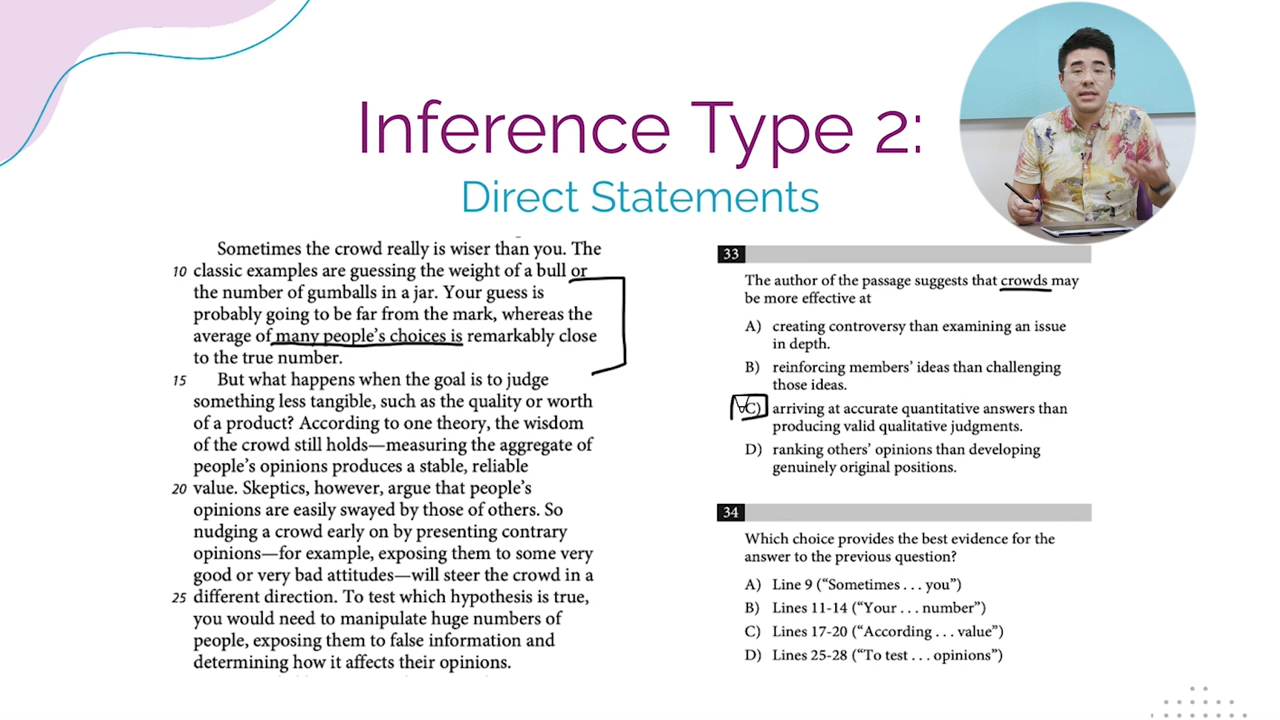 Inference Type 2:
Direct Statements
Sometimes the crowd really is wiser than you. The
10 classic examples are guessing the weight of a bull or
the number of gumballs in a jar. Your guess is
probably going to be far from the mark, whereas the
average of many people's choices is remarkably close
to the true number.
15 But what happens when the goal is to judge
something less tangible, such as the quality or worth
of a product? According to one theory, the wisdom
of the crowd still holds—measuring the aggregate of
people's opinions produces a stable, reliable
20 value. Skeptics, however, argue that people's
opinions are easily swayed by those of others. So
nudging a crowd early on by presenting contrary
opinions—for example, exposing them to some very
good or very bad attitudes—will steer the crowd in a
25 different direction. To test which hypothesis is true,
you would need to manipulate huge numbers of
people, exposing them to false information and
determining how it affects their opinions.
33
The author of the passage suggests that crowds may
be more effective at
A) creating controversy than examining an issue
in depth.
B) reinforcing members' ideas than challenging
those ideas.
C) arriving at accurate quantitative answers than
producing valid qualitative judgments.
D) ranking others' opinions than developing
genuinely original positions.
34
Which choice provides the best evidence for the
answer to the previous question?
A) Line 9 ("Sometimes . . . you")
B) Lines 11-14 ("Your . . . number")
C) Lines 17-20 ("According . . . value")
D) Lines 25-28 ("To test . . . opinions")